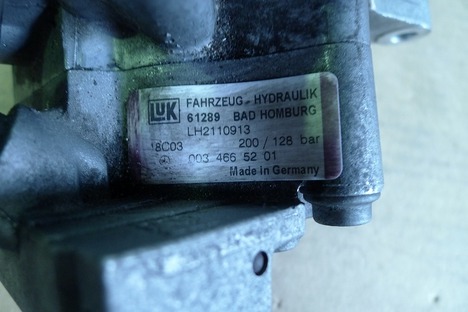 LUK
FAHRZEUG - HYDRAULIK
61289 BAD HOMBURG
LH2110913
18C03 200 / 128 bar
003 466 52 01
Made in Germany